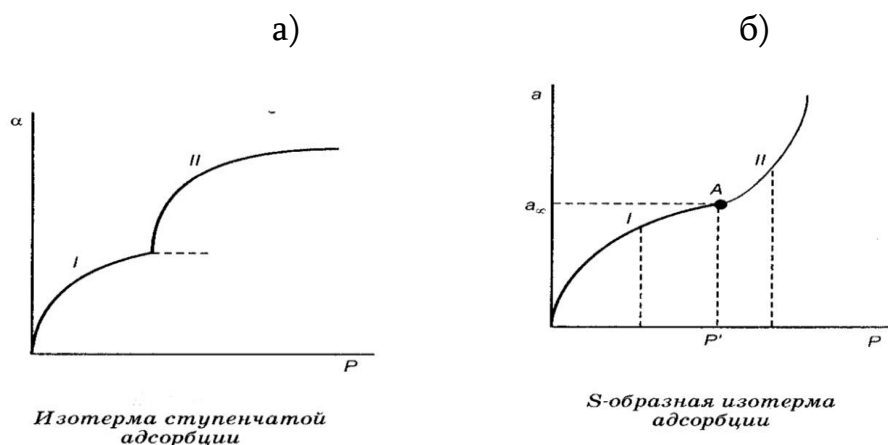 а)
б)
α
II
I
P
Изотерма ступенчатой
адсорбции
a
II
A
a∞
I
P'
P
S-образная изотерма
адсорбции